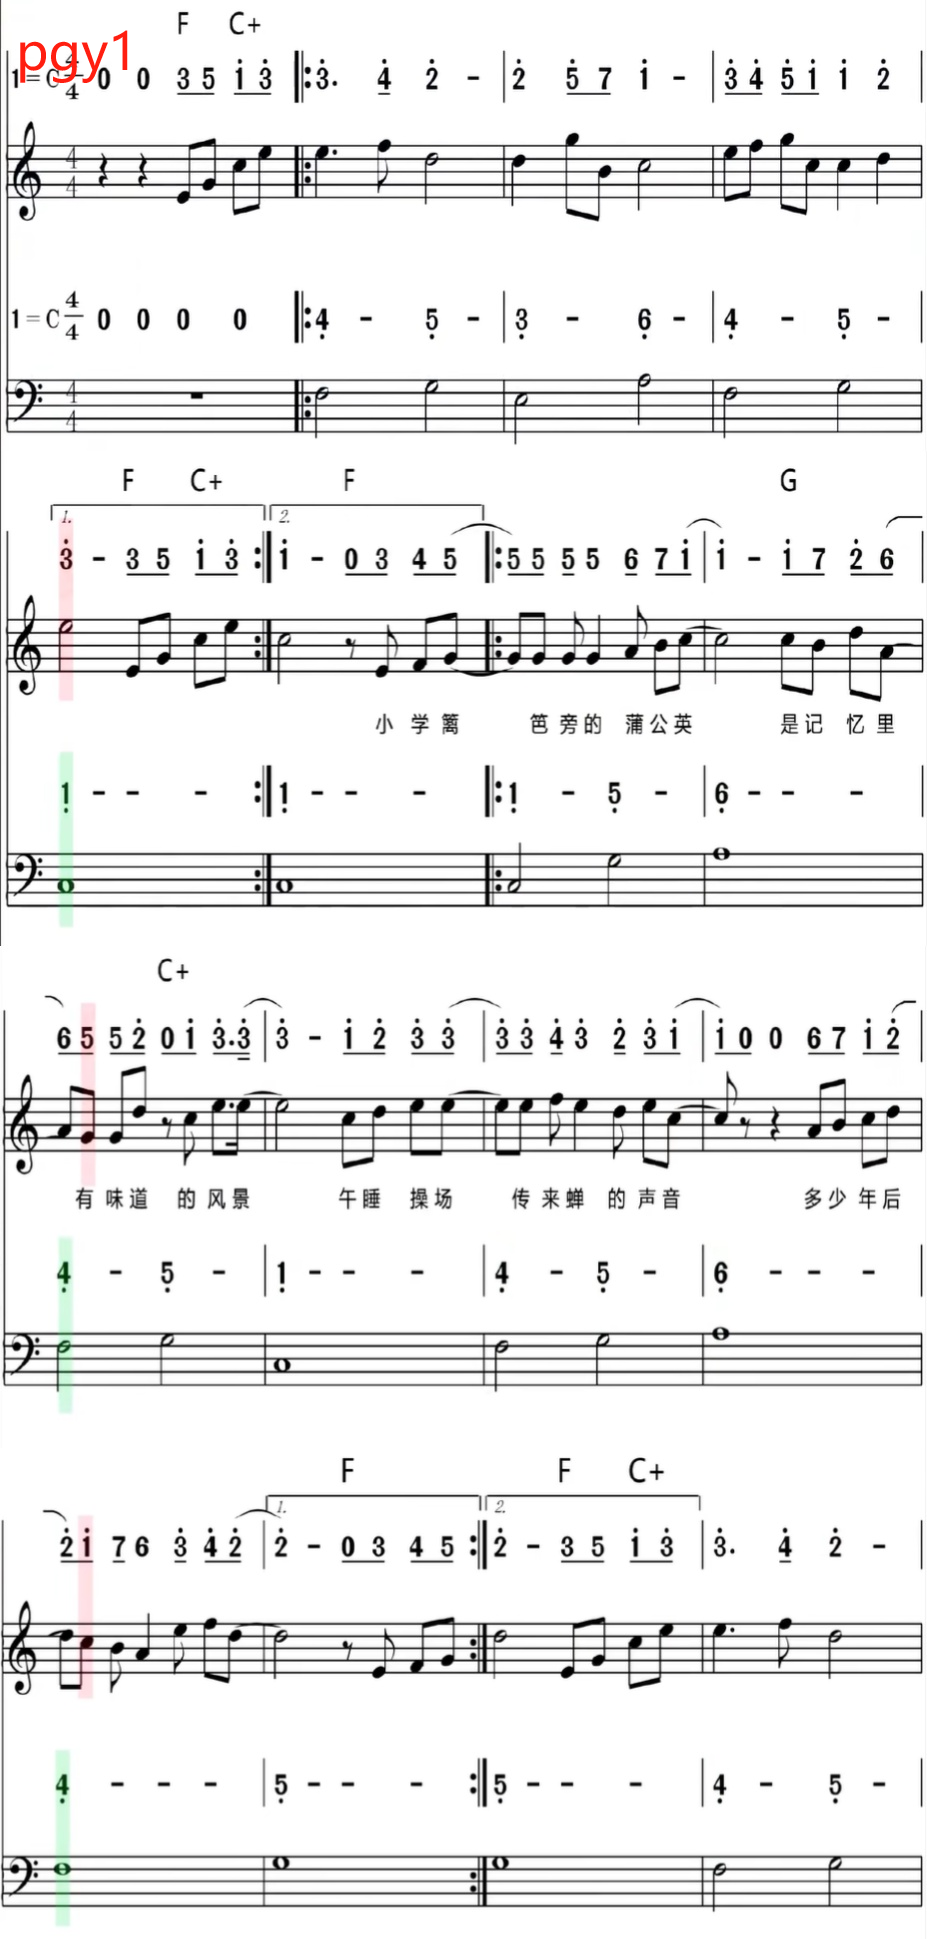 pgy1
F C+
1=C 4/4 0 0 3 5 i 3̇ ‖: 3̇. 4̇ 2̇ - | 2̇ 5̇ 7 i - | 3̇ 4̇ 5̇ i i 2̇ |
4
4
1=C 4/4 0 0 0 0 ‖: 4̣ - 5̣ - | 3̣ - 6̣ - | 4̣ - 5̣ - |
4
4
F C+ F G
1. 2.
3̇ - 3 5 i 3̇ :‖ i - 0 3 4 5 ‖: 5 5 5 5 6 7 i | i - i 7 2̇ 6 |
小学篱 笆旁的 蒲公英 是记 忆里
1̣ - - - :‖ 1̣ - - - ‖: 1̣ - 5̣ - | 6̣ - - - |
C+
6 5 5 2̇ 0 i 3̇. 3̇ | 3̇ - i 2̇ 3̇ 3̇ | 3̇ 3̇ 4̇ 3̇ 2̇ 3̇ i | i 0 0 6 7 i 2̇ |
有 味道 的 风景 午睡 操场 传来蝉 的声音 多少年后
4̣ - 5̣ - | 1̣ - - - | 4̣ - 5̣ - | 6̣ - - - |
F F C+
1. 2.
2̇ i 7 6 3̇ 4̇ 2̇ | 2̇ - 0 3 4 5 :‖ 2̇ - 3 5 i 3̇ | 3̇. 4̇ 2̇ - |
4̣ - - - | 5̣ - - - :‖ 5̣ - - - | 4̣ - 5̣ - |